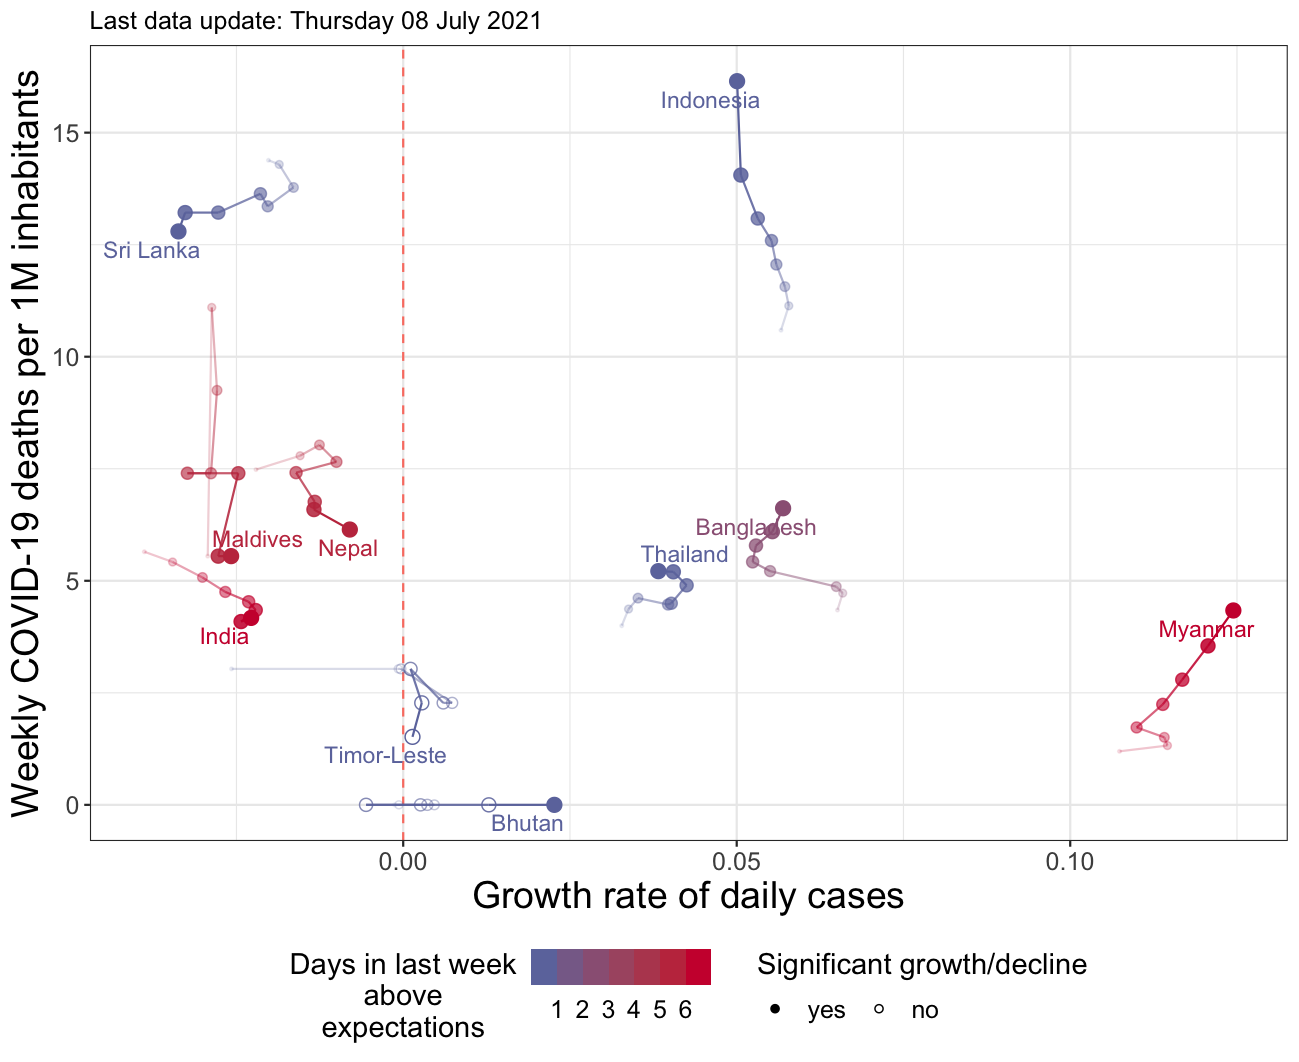 Last data update: Thursday 08 July 2021
Weekly COVID-19 deaths per 1M inhabitants
15
10
5
0
Indonesia
Sri Lanka
Maldives
Nepal
Bangladesh
Thailand
India
Myanmar
Timor-Leste
Bhutan
0.00
0.05
0.10
Growth rate of daily cases
Days in last week
above
expectations
1 2 3 4 5 6
Significant growth/decline
yes
no